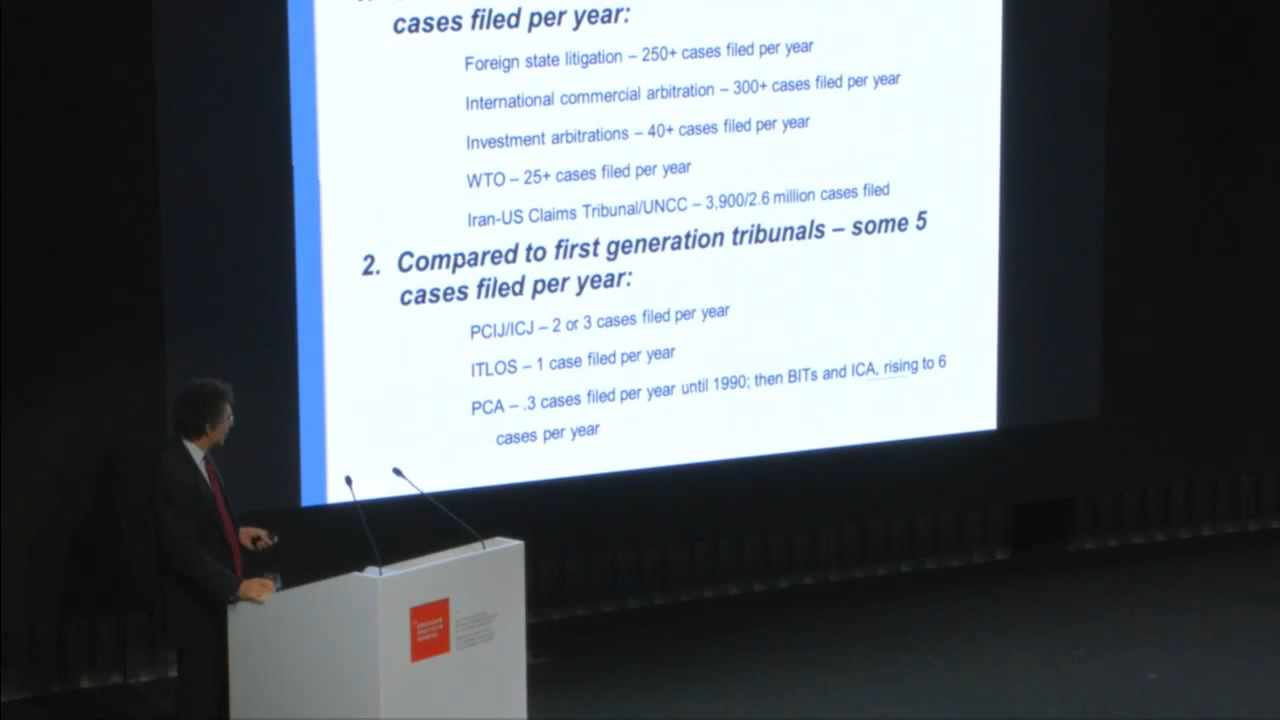 cases filed per year:
Foreign state litigation – 250+ cases filed per year
International commercial arbitration – 300+ cases filed per year
Investment arbitrations – 40+ cases filed per year
WTO – 25+ cases filed per year
Iran-US Claims Tribunal/UNCC – 3,900/2.6 million cases filed
2. Compared to first generation tribunals – some 5
cases filed per year:
PCIJ/ICJ – 2 or 3 cases filed per year
ITLOS – 1 case filed per year
PCA – .3 cases filed per year until 1990; then BITs and ICA, rising to 6
cases per year
GRADUATE
INSTITUTE
GENEVA